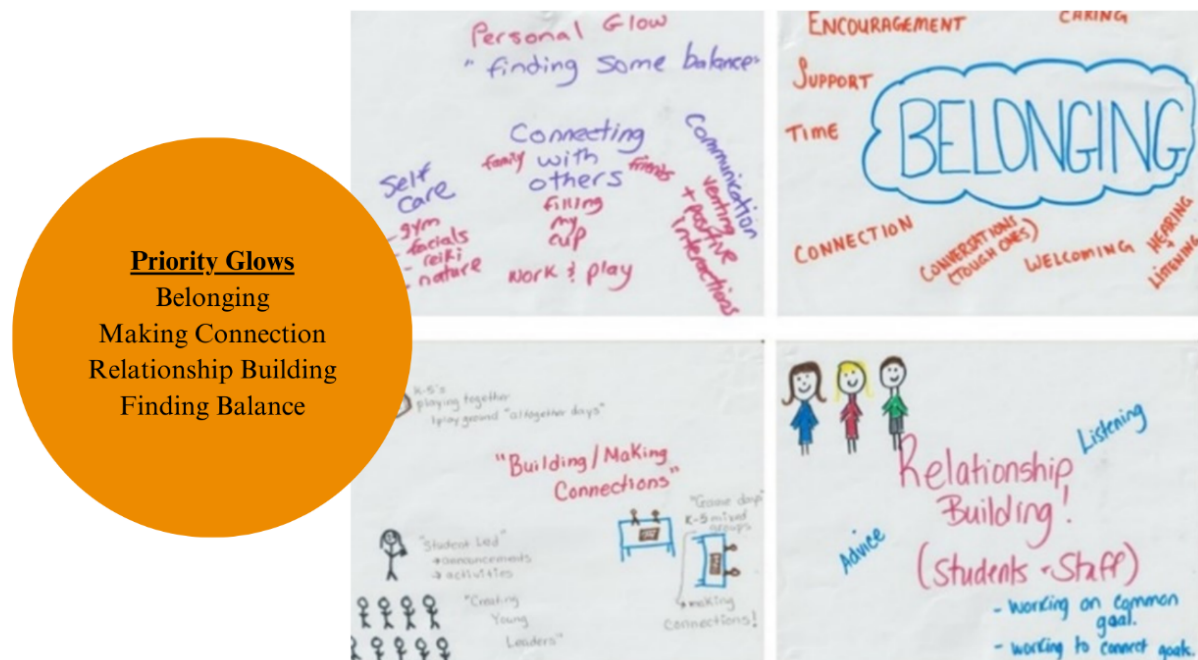 Priority Glows
Belonging
Making Connection
Relationship Building
Finding Balance
Personal Glow
"finding some balance"
Self
Care
- gym
- facials
- reiki
- nature
Connecting
family with friends
others
filling
my
cup
work & play
Communication
venting
+ positive
interactions
ENCOURAGEMENT
CARING
SUPPORT
TIME
BELONGING
CONNECTION
CONVERSATIONS
(TOUGH ONES)
WELCOMING
HEARING
+
LISTENING
K-5's
playing together
playground "altogether days"
"Building/Making
Connections"
"Student Led"
→ announcements
→ activities
"Creating
Young
Leaders"
"Game days"
K-5 mixed
groups
making
connections!
Listening
Relationship
Building!
Advice
(Students + Staff)
- working on common
goal.
- working to connect goals.